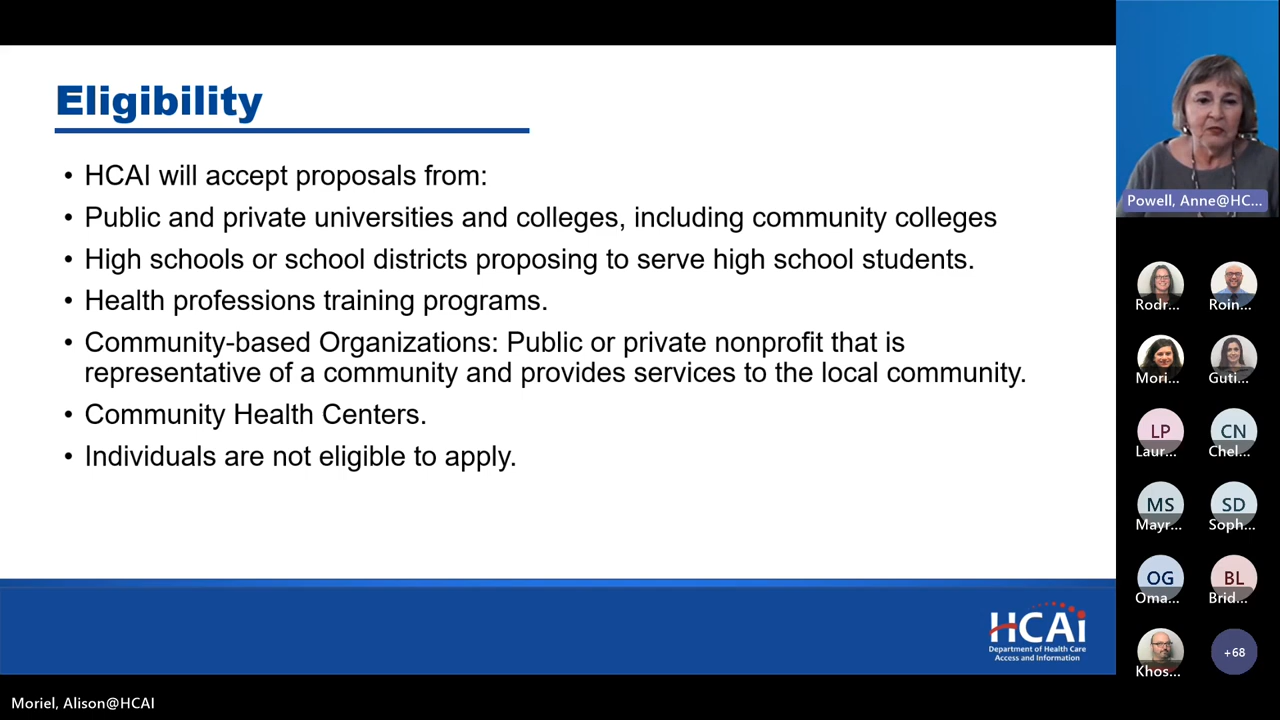 Eligibility
• HCAI will accept proposals from:
• Public and private universities and colleges, including community colleges
• High schools or school districts proposing to serve high school students.
• Health professions training programs.
• Community-based Organizations: Public or private nonprofit that is
representative of a community and provides services to the local community.
• Community Health Centers.
• Individuals are not eligible to apply.
HCAi
Department of Health Care
Access and Information
Moriel, Alison@HCAI
Powell, Anne@HC...
Rodr...
Roin...
Mori...
Guti...
LP
Laur...
CN
Chel...
MS
Mayr...
SD
Soph...
OG
Oma...
BL
Brid...
Khos...
+68